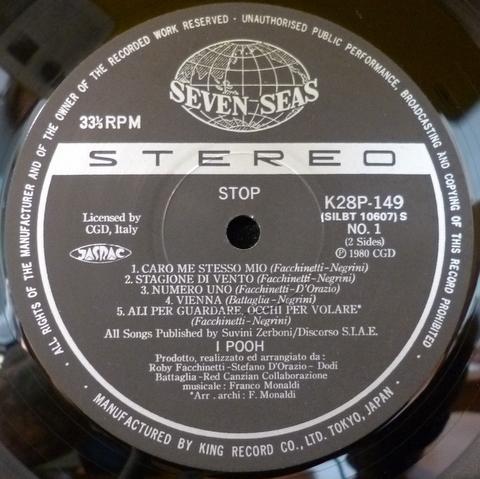 ALL RIGHTS OF THE MANUFACTURER AND OF THE OWNER OF THE RECORDED WORK RESERVED · UNAUTHORISED PUBLIC PERFORMANCE, BROADCASTING AND COPYING OF THIS RECORD PROHIBITED ·
SEVEN SEAS
33⅓ RPM
STEREO
STOP
K28P-149
(SILBT 10607) S
NO. 1
(2 Sides)
℗ 1980 CGD
Licensed by
CGD, Italy
JASRAC
1. CARO ME STESSO MIO (Facchinetti-Negrini)
2. STAGIONE DI VENTO (Facchinetti-Negrini)
3. NUMERO UNO (Facchinetti-D'Orazio)
4. VIENNA (Battaglia-Negrini)
5. ALI PER GUARDARE, OCCHI PER VOLARE*
(Facchinetti-Negrini)
All Songs Published by Suvini Zerboni/Discorso S.I.A.E.
I POOH
Prodotto, realizzato ed arrangiato da :
Roby Facchinetti-Stefano D'Orazio- Dodi
Battaglia-Red Canzian Collaborazione
musicale : Franco Monaldi
*Arr . archi : F. Monaldi
· MANUFACTURED BY KING RECORD CO., LTD. TOKYO, JAPAN ·